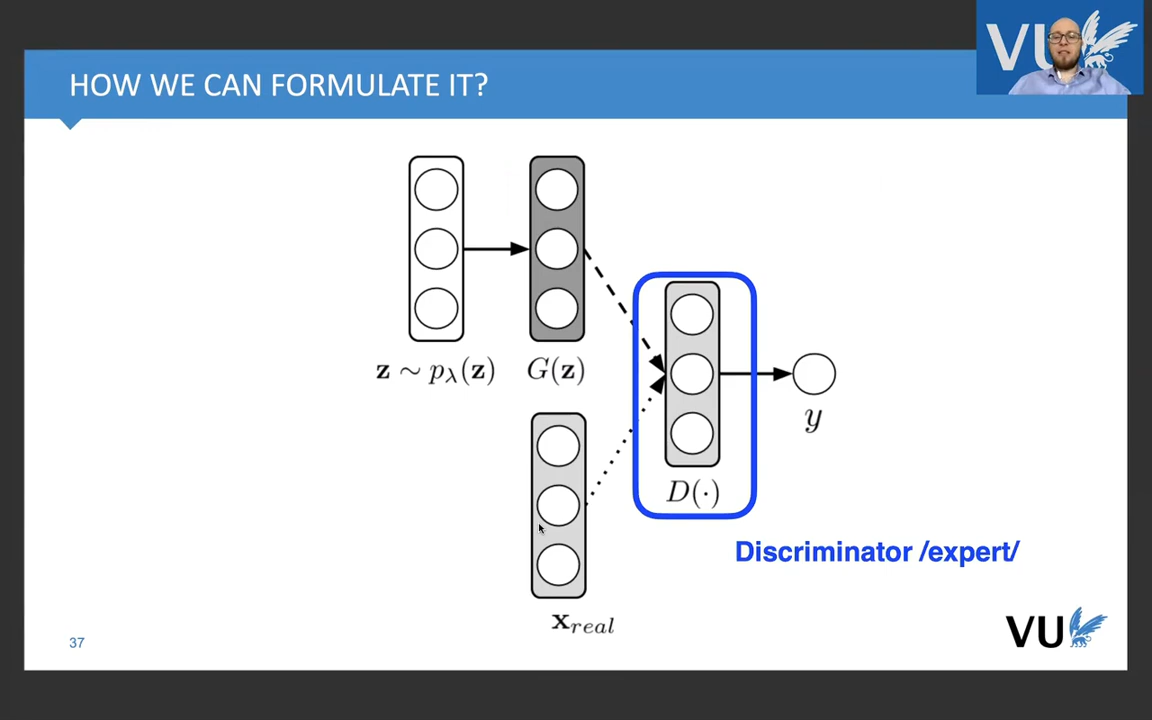 VU
HOW WE CAN FORMULATE IT?
z ∼ p_λ(z)
G(z)
y
D(·)
Discriminator /expert/
x_real
37
VU